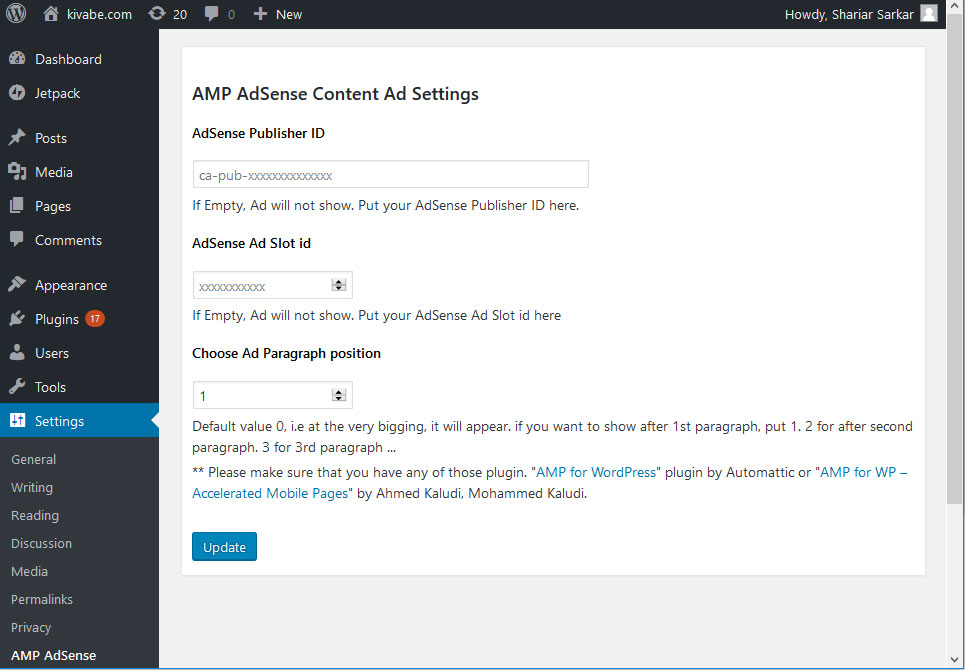 kivabe.com 20 0 New Howdy, Shariar Sarkar
Dashboard
Jetpack
Posts
Media
Pages
Comments
Appearance
Plugins 17
Users
Tools
Settings
General
Writing
Reading
Discussion
Media
Permalinks
Privacy
AMP AdSense
AMP AdSense Content Ad Settings
AdSense Publisher ID
ca-pub-xxxxxxxxxxxxxx
If Empty, Ad will not show. Put your AdSense Publisher ID here.
AdSense Ad Slot id
xxxxxxxxxxx
If Empty, Ad will not show. Put your AdSense Ad Slot id here
Choose Ad Paragraph position
1
Default value 0, i.e at the very bigging, it will appear. if you want to show after 1st paragraph, put 1. 2 for after second
paragraph. 3 for 3rd paragraph ...
** Please make sure that you have any of those plugin. "AMP for WordPress" plugin by Automattic or "AMP for WP –
Accelerated Mobile Pages" by Ahmed Kaludi, Mohammed Kaludi.
Update